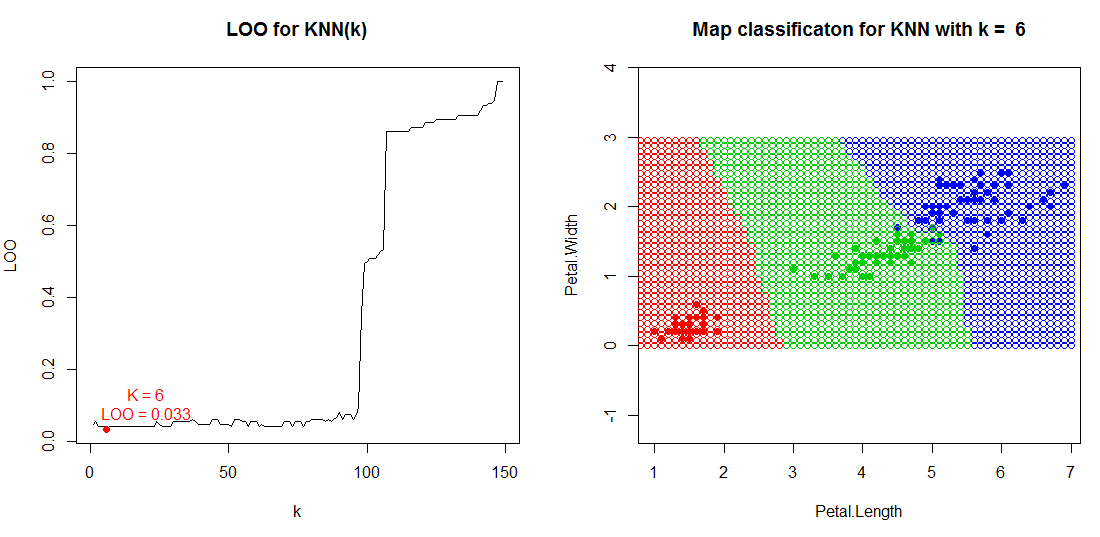 LOO for KNN(k)
LOO
1.0
0.8
0.6
0.4
0.2
0.0
K = 6
LOO = 0.033
0 50 100 150
k
Map classificaton for KNN with k = 6
Petal.Width
4
3
2
1
0
-1
1 2 3 4 5 6 7
Petal.Length